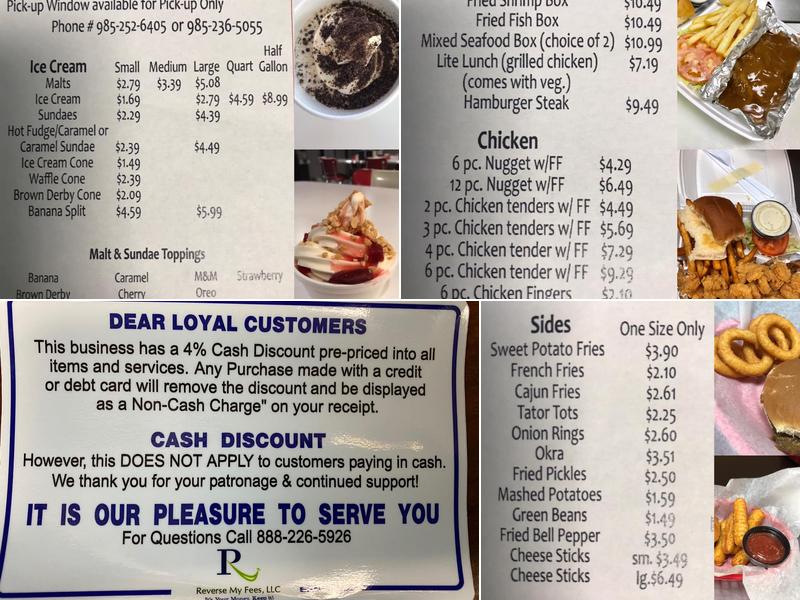 Pick-up Window available for Pick-up Only
Phone # 985-252-6405 or 985-236-5055
Ice Cream Small Medium Large Quart Half Gallon
Malts $2.79 $3.39 $5.08
Ice Cream $1.69 $2.79 $4.59 $8.99
Sundaes $2.29 $4.39
Hot Fudge/Caramel or
Caramel Sundae $2.39 $4.49
Ice Cream Cone $1.49
Waffle Cone $2.39
Brown Derby Cone $2.09
Banana Split $4.59 $5.99
Malt & Sundae Toppings
Banana Caramel M&M Strawberry
Brown Derby Cherry Oreo
Fried Shrimp Box $10.49
Fried Fish Box $10.49
Mixed Seafood Box (choice of 2) $10.99
Lite Lunch (grilled chicken) $7.19
(comes with veg.)
Hamburger Steak $9.49
Chicken
6 pc. Nugget w/FF $4.29
12 pc. Nugget w/FF $6.49
2 pc. Chicken tenders w/ FF $4.49
3 pc. Chicken tenders w/ FF $5.69
4 pc. Chicken tender w/ FF $7.29
6 pc. Chicken tender w/ FF $9.29
6 pc. Chicken Fingers $2.10
DEAR LOYAL CUSTOMERS
This business has a 4% Cash Discount pre-priced into all
items and services. Any Purchase made with a credit
or debt card will remove the discount and be displayed
as a Non-Cash Charge" on your receipt.
CASH DISCOUNT
However, this DOES NOT APPLY to customers paying in cash.
We thank you for your patronage & continued support!
IT IS OUR PLEASURE TO SERVE YOU
For Questions Call 888-226-5926
R
Reverse My Fees, LLC
It's Your Money. Keep it!
Sides One Size Only
Sweet Potato Fries $3.90
French Fries $2.10
Cajun Fries $2.61
Tator Tots $2.25
Onion Rings $2.60
Okra $3.51
Fried Pickles $2.50
Mashed Potatoes $1.59
Green Beans $1.49
Fried Bell Pepper $3.50
Cheese Sticks sm. $3.49
Cheese Sticks lg.$6.49